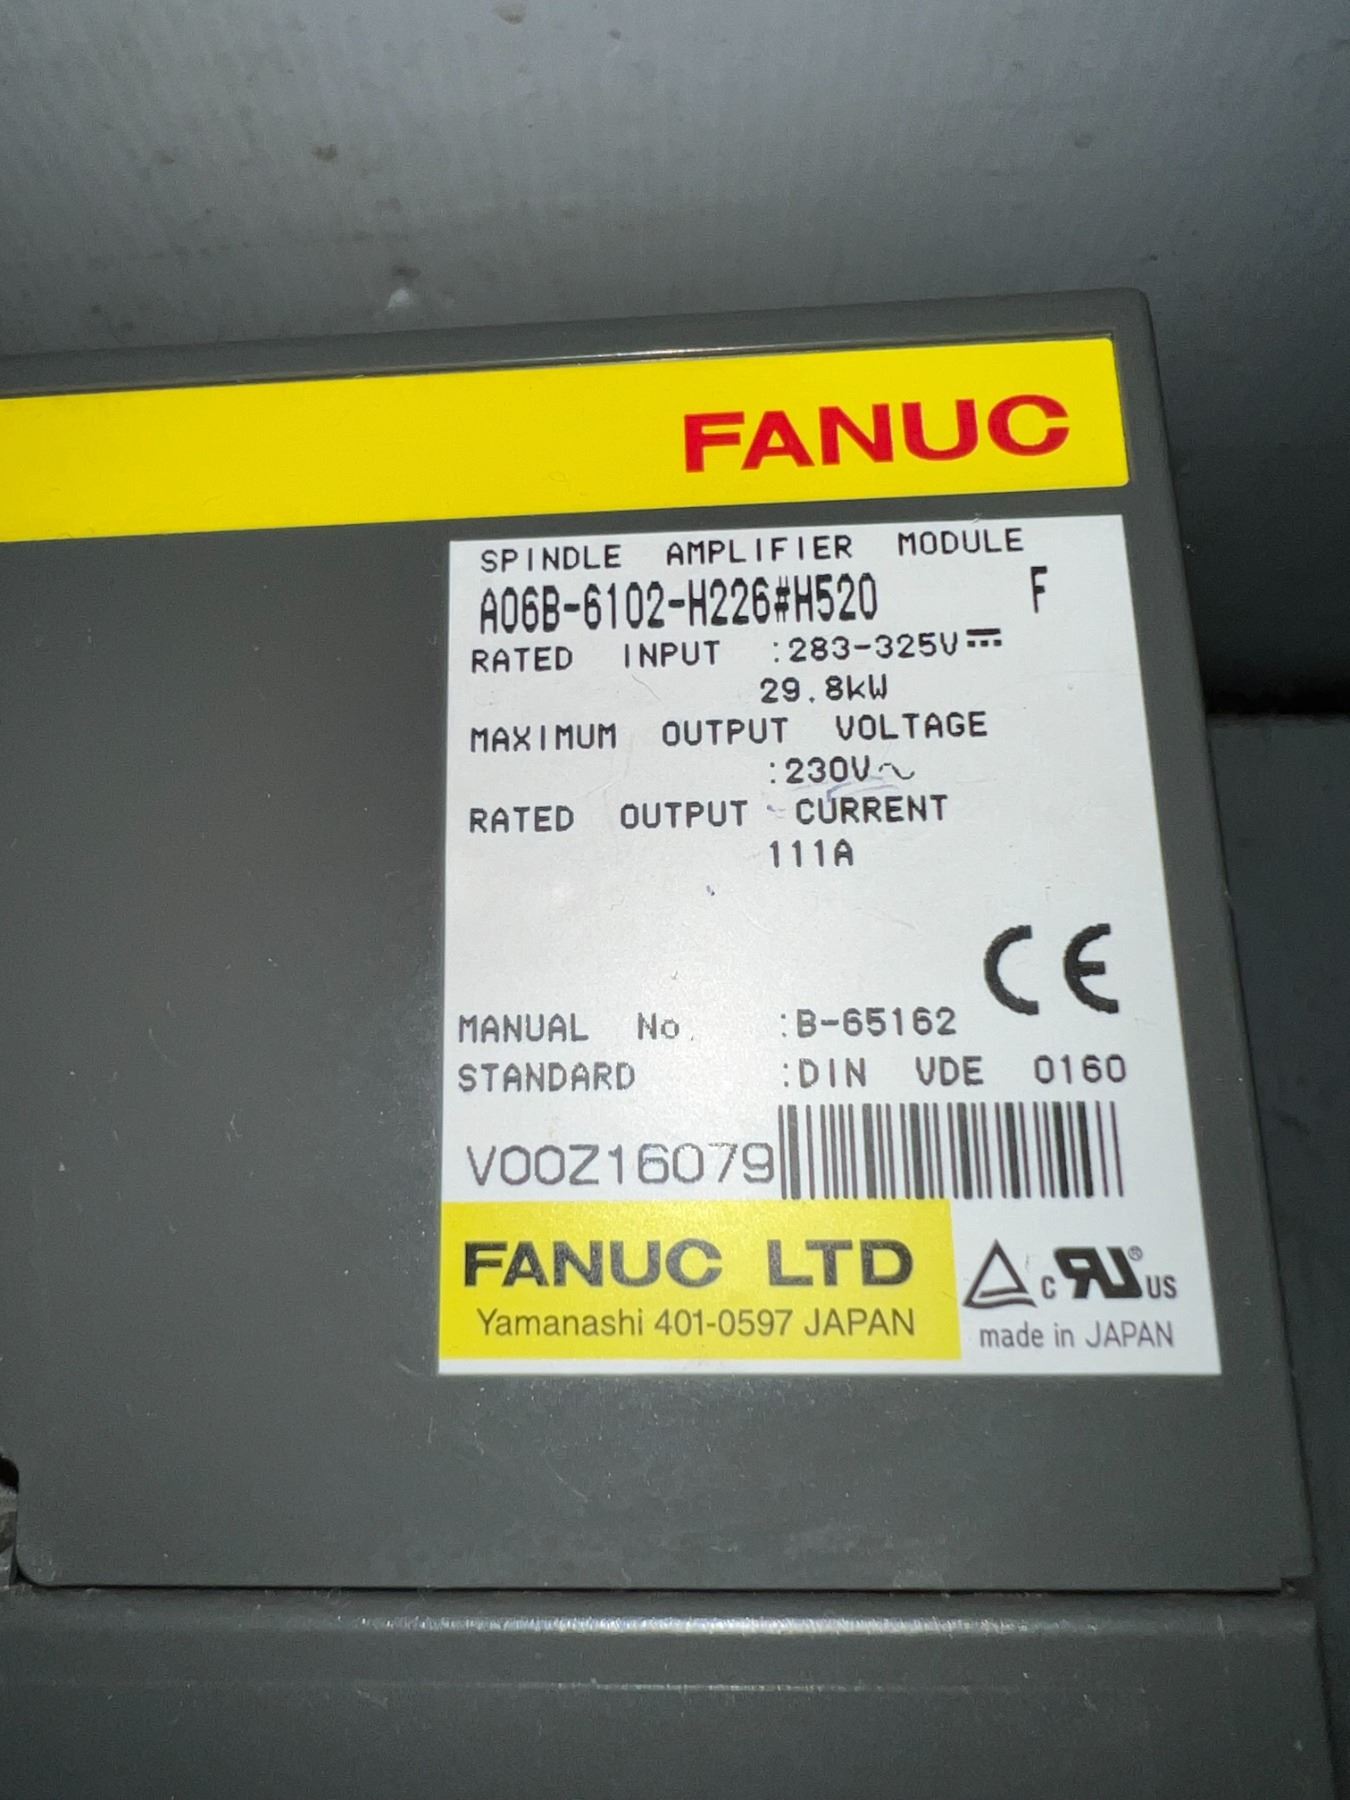 FANUC
SPINDLE AMPLIFIER MODULE
A06B-6102-H226#H520 F
RATED INPUT :283-325V⎓
29.8kW
MAXIMUM OUTPUT VOLTAGE
:230V~
RATED OUTPUT CURRENT
111A
CE
MANUAL No. :B-65162
STANDARD :DIN VDE 0160
V00Z16079
FANUC LTD
Yamanashi 401-0597 JAPAN
c RU® US
made in JAPAN